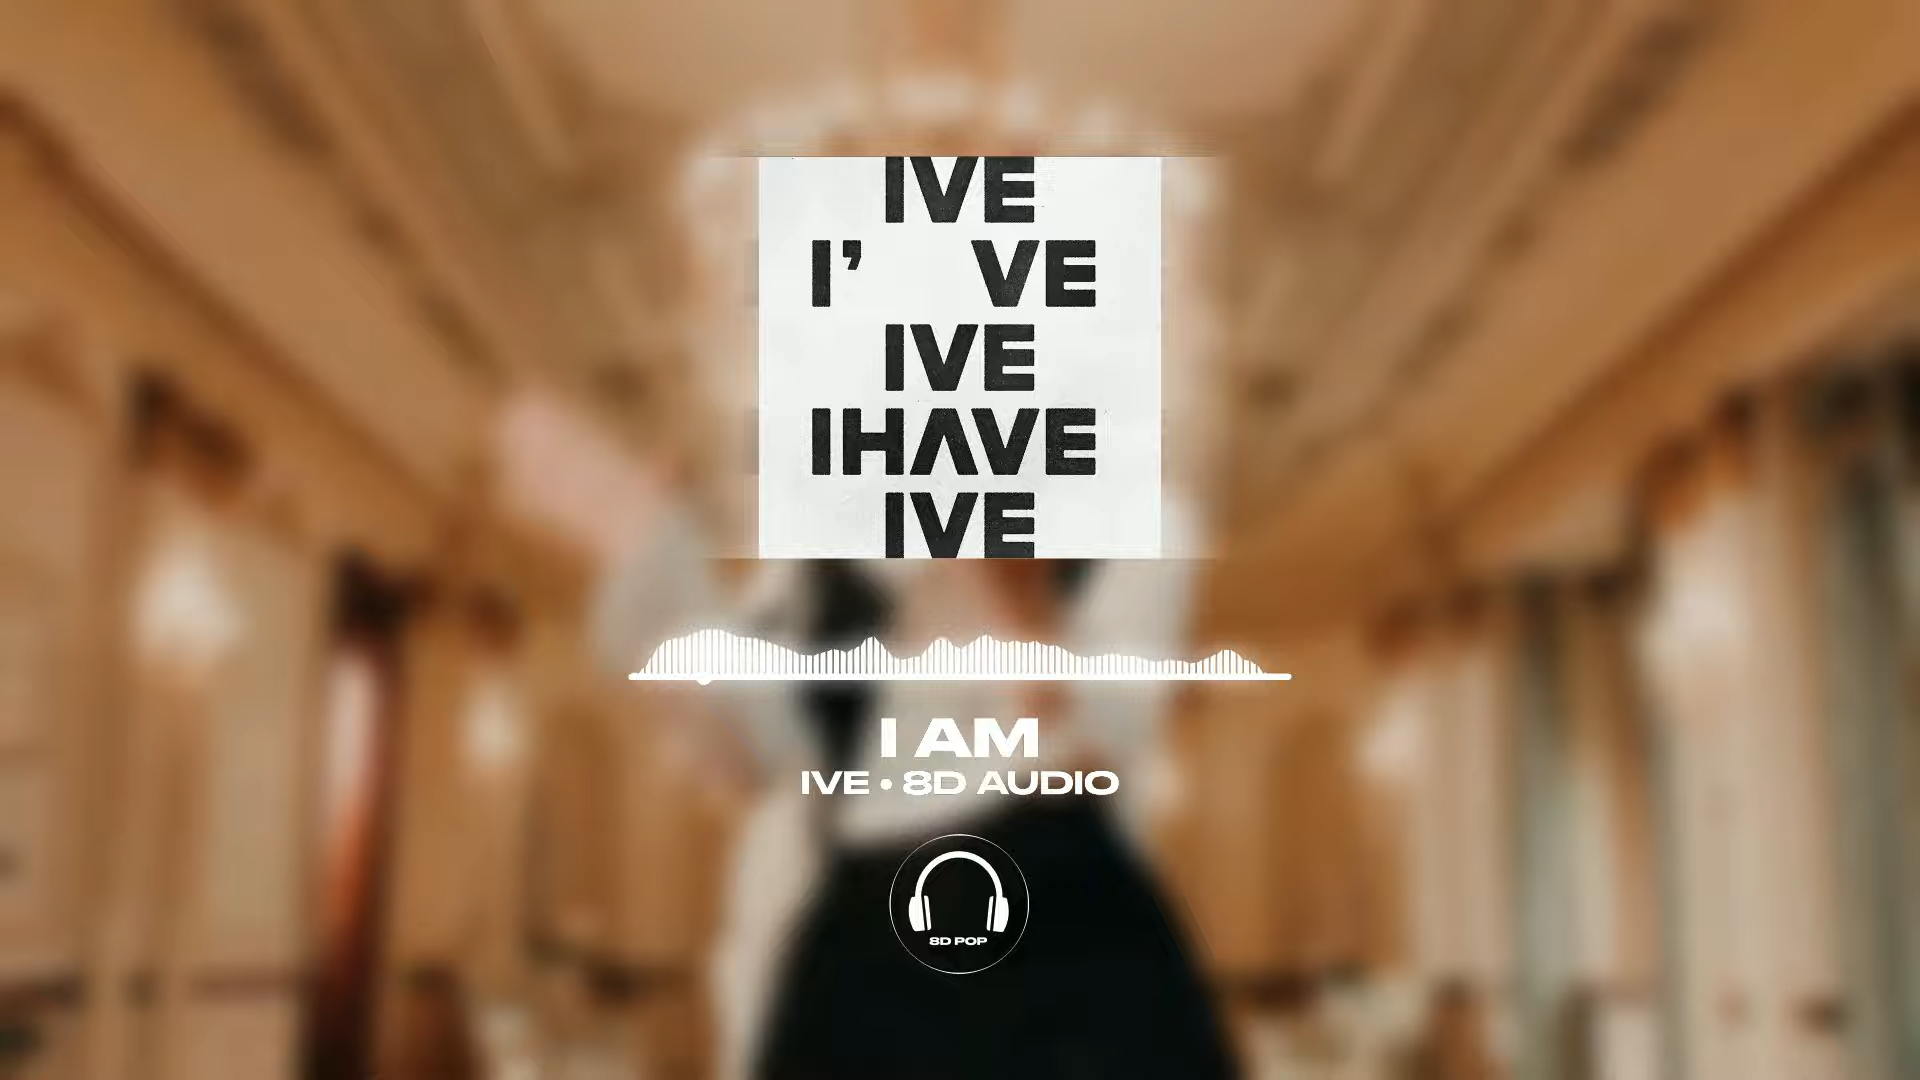 IVE
I’ VE
IVE
IHAVE
IVE
I AM
IVE • 8D AUDIO
8D POP